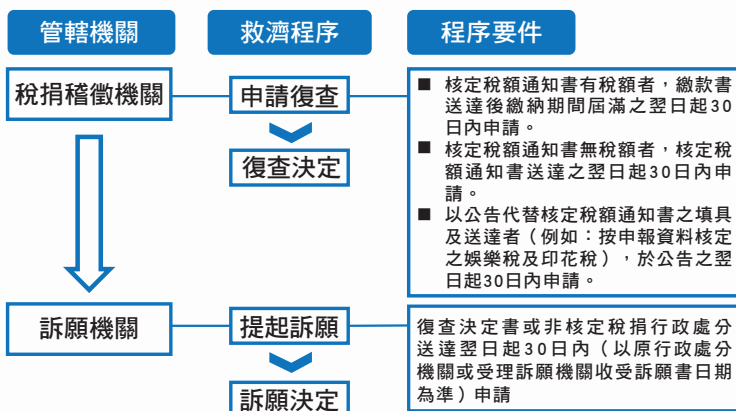 管轄機關
救濟程序
程序要件
稅捐稽徵機關
申請復查
復查決定
■ 核定稅額通知書有稅額者，繳款書
送達後繳納期間屆滿之翌日起30
日內申請。
■ 核定稅額通知書無稅額者，核定稅
額通知書送達之翌日起30日內申
請。
■ 以公告代替核定稅額通知書之填具
及送達者（例如：按申報資料核定
之娛樂稅及印花稅），於公告之翌
日起30日內申請。
訴願機關
提起訴願
訴願決定
復查決定書或非核定稅捐行政處分
送達翌日起30日內（以原行政處分
機關或受理訴願機關收受訴願書日期
為準）申請